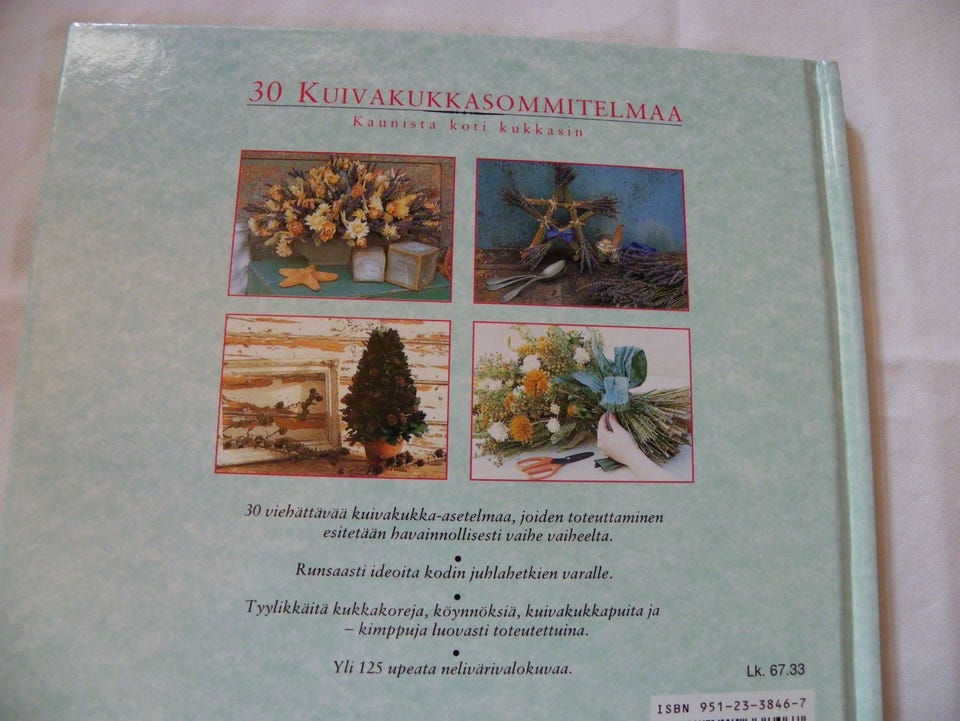 30 KUIVAKUKKASOMMITELMAA
Kaunista koti kukkasin
30 viehättävää kuivakukka-asetelmaa, joiden toteuttaminen
esitetään havainnollisesti vaihe vaiheelta.
•
Runsaasti ideoita kodin juhlahetkien varalle.
•
Tyylikkäitä kukkakoreja, köynnöksiä, kuivakukkapuita ja
– kimppuja luovasti toteutettuina.
•
Yli 125 upeata nelivärivalokuvaa.
Lk. 67.33
ISBN 951-23-3846-7